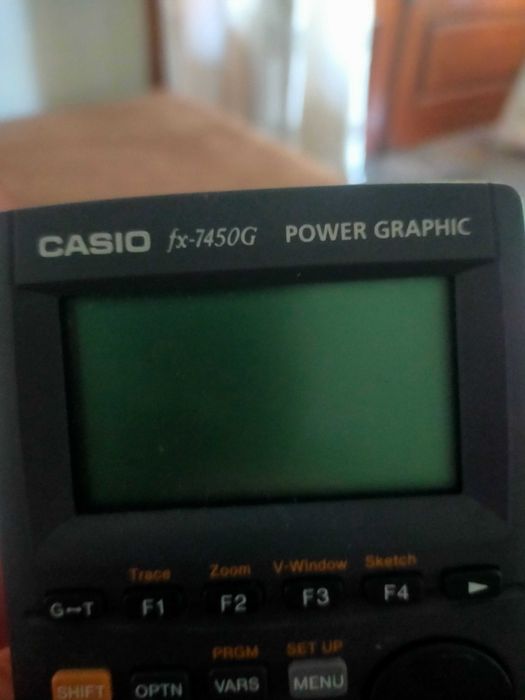 CASIO fx-7450G POWER GRAPHIC
Trace Zoom V-Window Sketch
G↔T F1 F2 F3 F4
PRGM SET UP
SHIFT OPTN VARS MENU